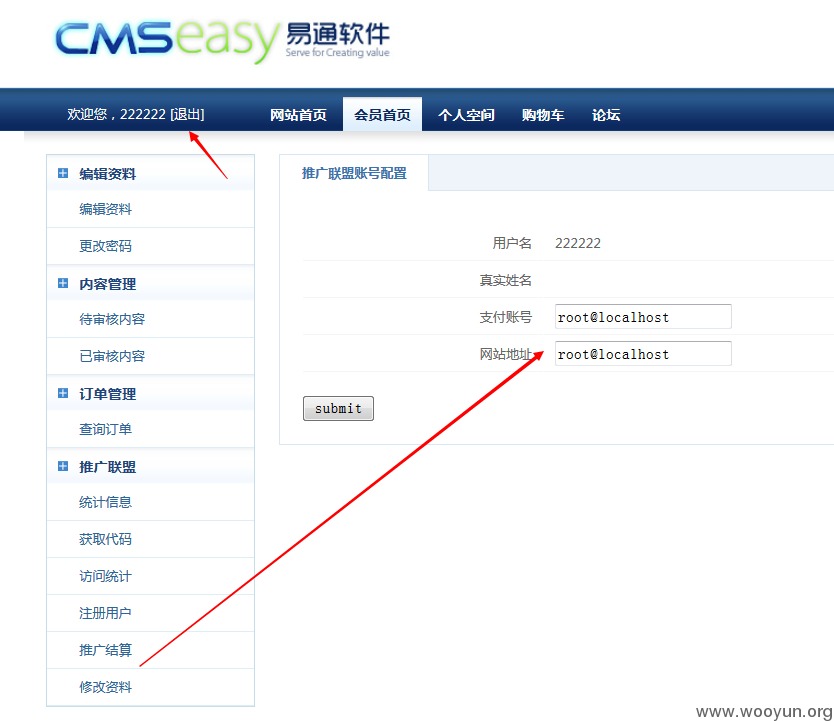 CMSeasy 易通软件
Serve for Creating value
欢迎您，222222 [退出] 网站首页 会员首页 个人空间 购物车 论坛
编辑资料
编辑资料
更改密码
内容管理
待审核内容
已审核内容
订单管理
查询订单
推广联盟
统计信息
获取代码
访问统计
注册用户
推广结算
修改资料
推广联盟账号配置
用户名 222222
真实姓名
支付账号 root@localhost
网站地址 root@localhost
submit
www.wooyun.org